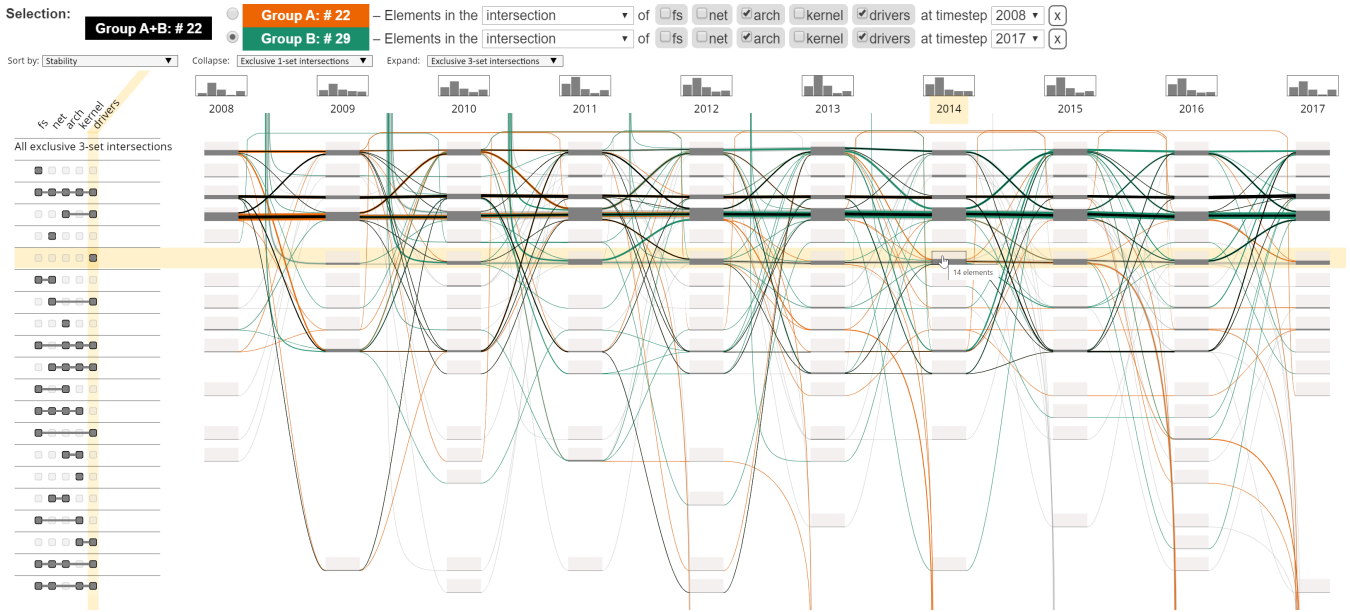 Selection:
Group A+B: # 22
Group A: # 22 – Elements in the intersection ▼ of fs net arch kernel drivers at timestep 2008 ▼ x
Group B: # 29 – Elements in the intersection ▼ of fs net arch kernel drivers at timestep 2017 ▼ x
Sort by: Stability ▼ Collapse: Exclusive 1-set intersections ▼ Expand: Exclusive 3-set intersections ▼
fs net arch kernel drivers
2008 2009 2010 2011 2012 2013 2014 2015 2016 2017
All exclusive 3-set intersections
14 elements